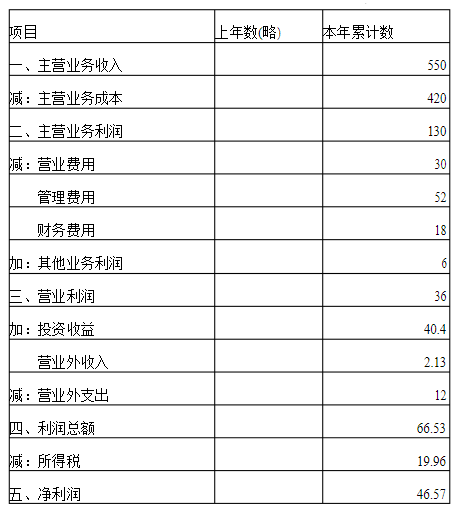 项目 上年数(略) 本年累计数
一、主营业务收入 550
减：主营业务成本 420
二、主营业务利润 130
减：营业费用 30
管理费用 52
财务费用 18
加：其他业务利润 6
三、营业利润 36
加：投资收益 40.4
营业外收入 2.13
减：营业外支出 12
四、利润总额 66.53
减：所得税 19.96
五、净利润 46.57